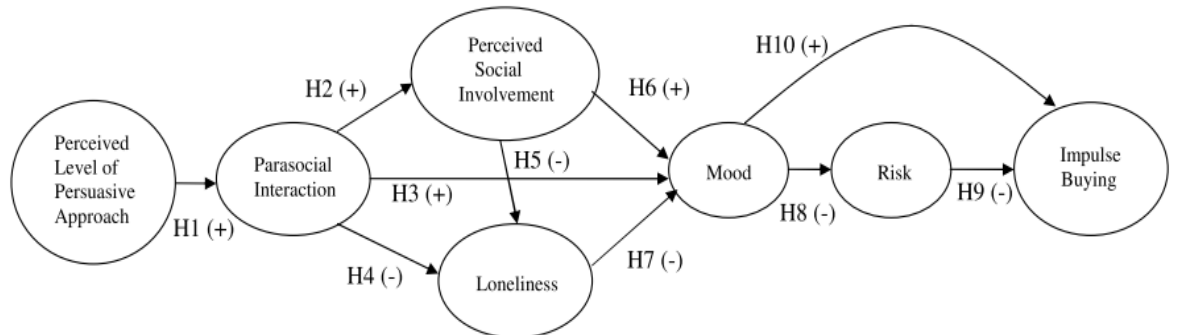 Perceived
Level of
Persuasive
Approach
H1 (+)
Parasocial
Interaction
H2 (+)
Perceived
Social
Involvement
H3 (+)
H4 (-)
H5 (-)
Loneliness
H6 (+)
H7 (-)
Mood
H8 (-)
Risk
H9 (-)
H10 (+)
Impulse
Buying